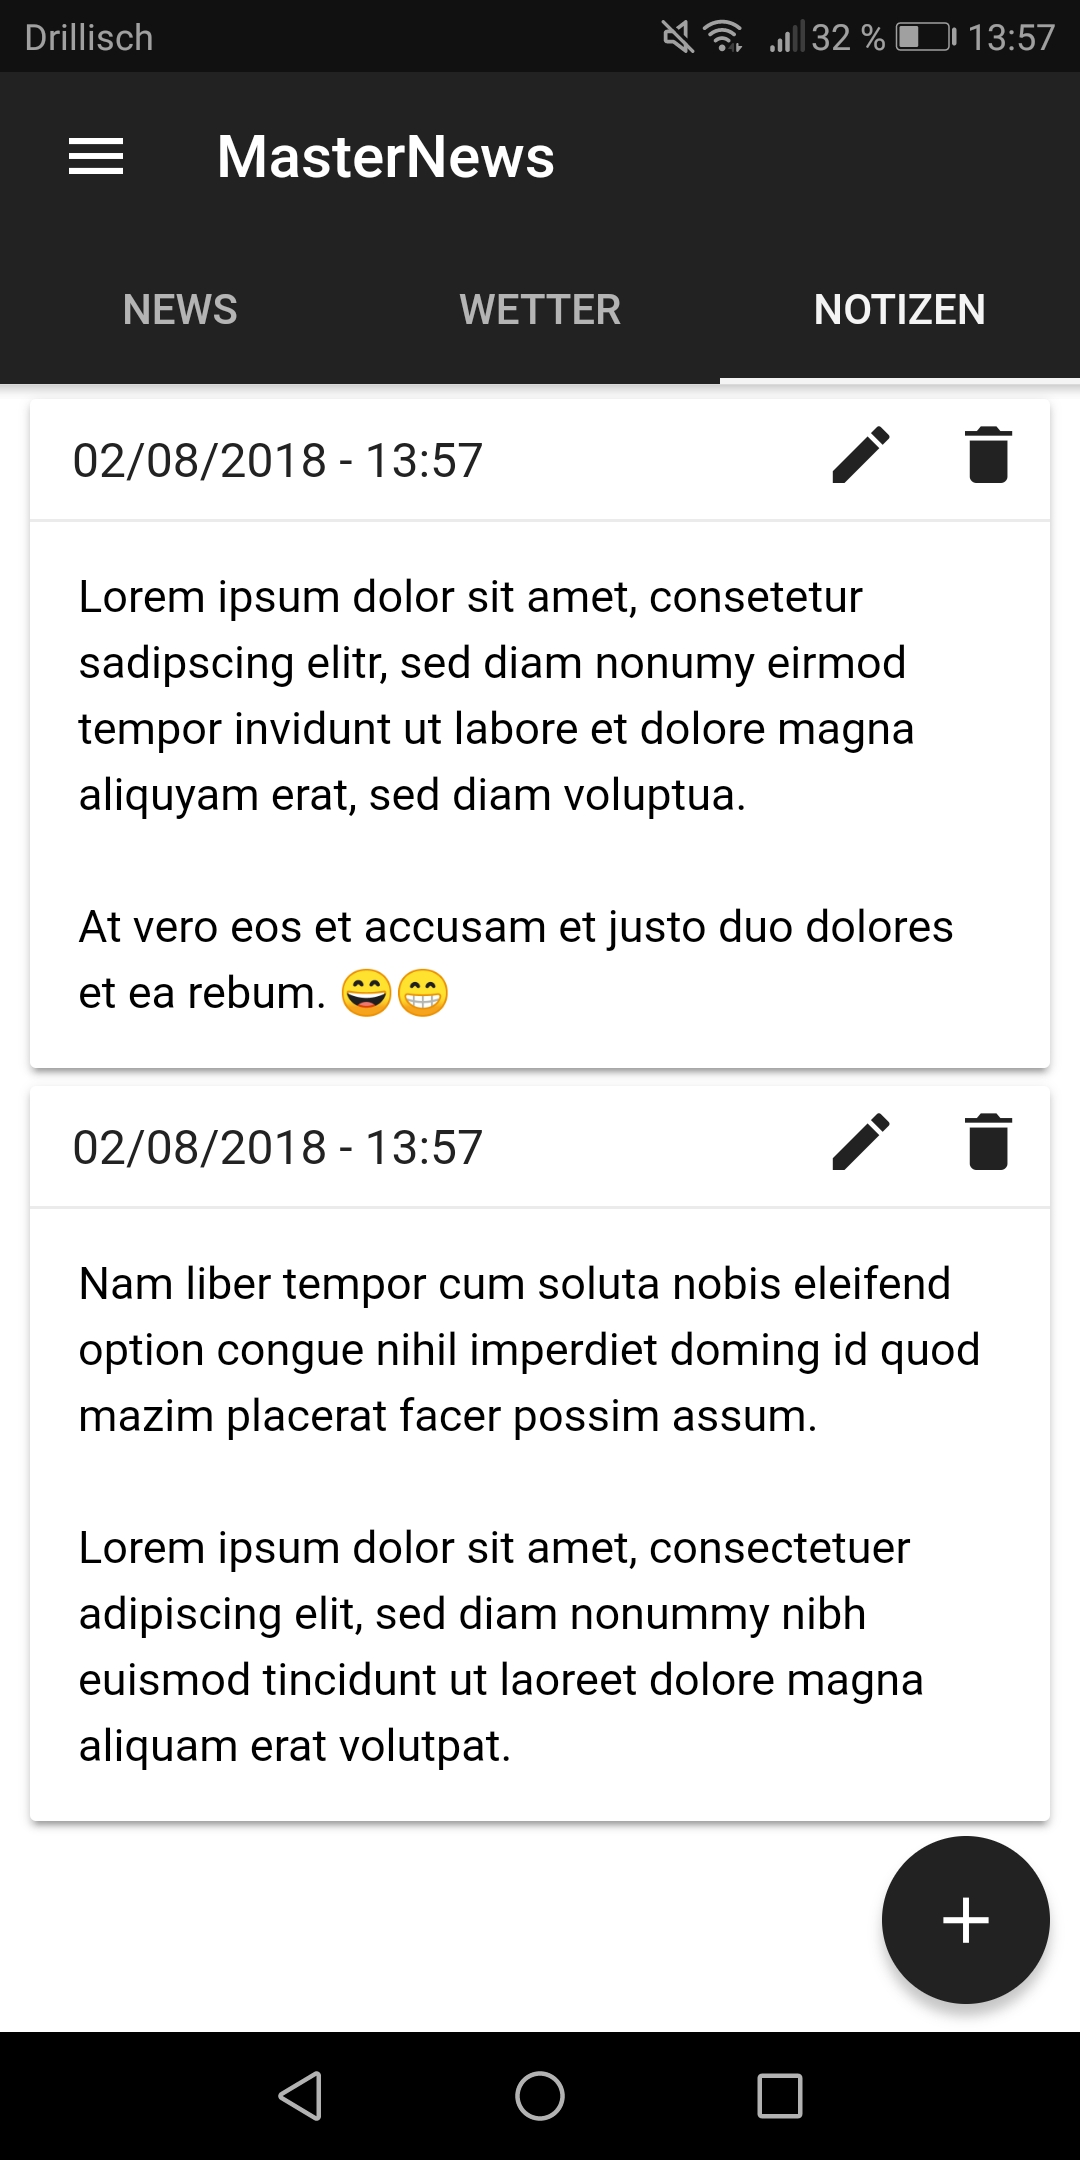 Drillisch 32 % 13:57
MasterNews
NEWS WETTER NOTIZEN
02/08/2018 - 13:57
Lorem ipsum dolor sit amet, consetetur
sadipscing elitr, sed diam nonumy eirmod
tempor invidunt ut labore et dolore magna
aliquyam erat, sed diam voluptua.
At vero eos et accusam et justo duo dolores
et ea rebum. 😄😁
02/08/2018 - 13:57
Nam liber tempor cum soluta nobis eleifend
option congue nihil imperdiet doming id quod
mazim placerat facer possim assum.
Lorem ipsum dolor sit amet, consectetuer
adipiscing elit, sed diam nonummy nibh
euismod tincidunt ut laoreet dolore magna
aliquam erat volutpat.